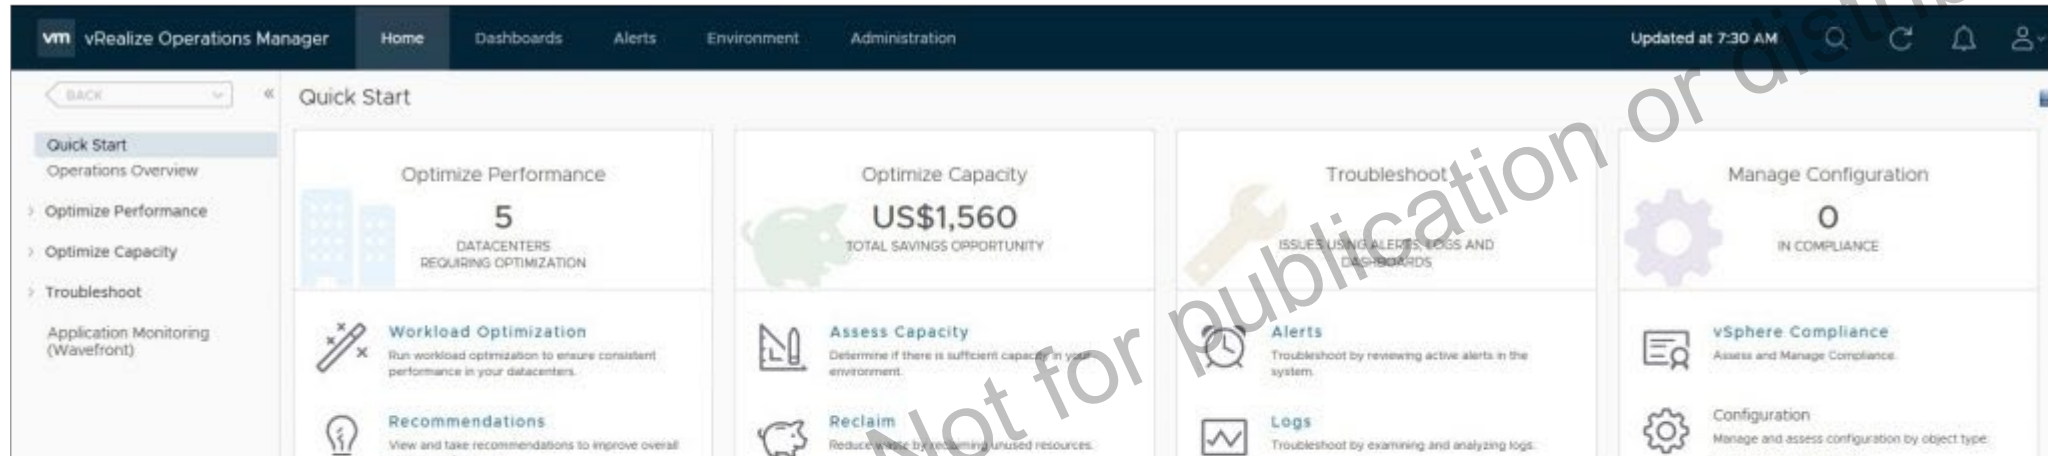 vm vRealize Operations Manager Home Dashboards Alerts Environment Administration Updated at 7:30 AM
BACK
Quick Start
Operations Overview
Optimize Performance
Optimize Capacity
Troubleshoot
Application Monitoring
(Wavefront)
Quick Start
Optimize Performance
5
DATACENTERS
REQUIRING OPTIMIZATION
Workload Optimization
Run workload optimization to ensure consistent
performance in your datacenters.
Recommendations
View and take recommendations to improve overall
Optimize Capacity
US$1,560
TOTAL SAVINGS OPPORTUNITY
Assess Capacity
Determine if there is sufficient capacity in your
environment.
Reclaim
Reduce waste by reclaiming unused resources.
Troubleshoot
ISSUES USING ALERTS, LOGS AND
DASHBOARDS
Alerts
Troubleshoot by reviewing active alerts in the
system.
Logs
Troubleshoot by examining and analyzing logs.
Manage Configuration
0
IN COMPLIANCE
vSphere Compliance
Assess and Manage Compliance.
Configuration
Manage and assess configuration by object type.
Not for publication or distrib